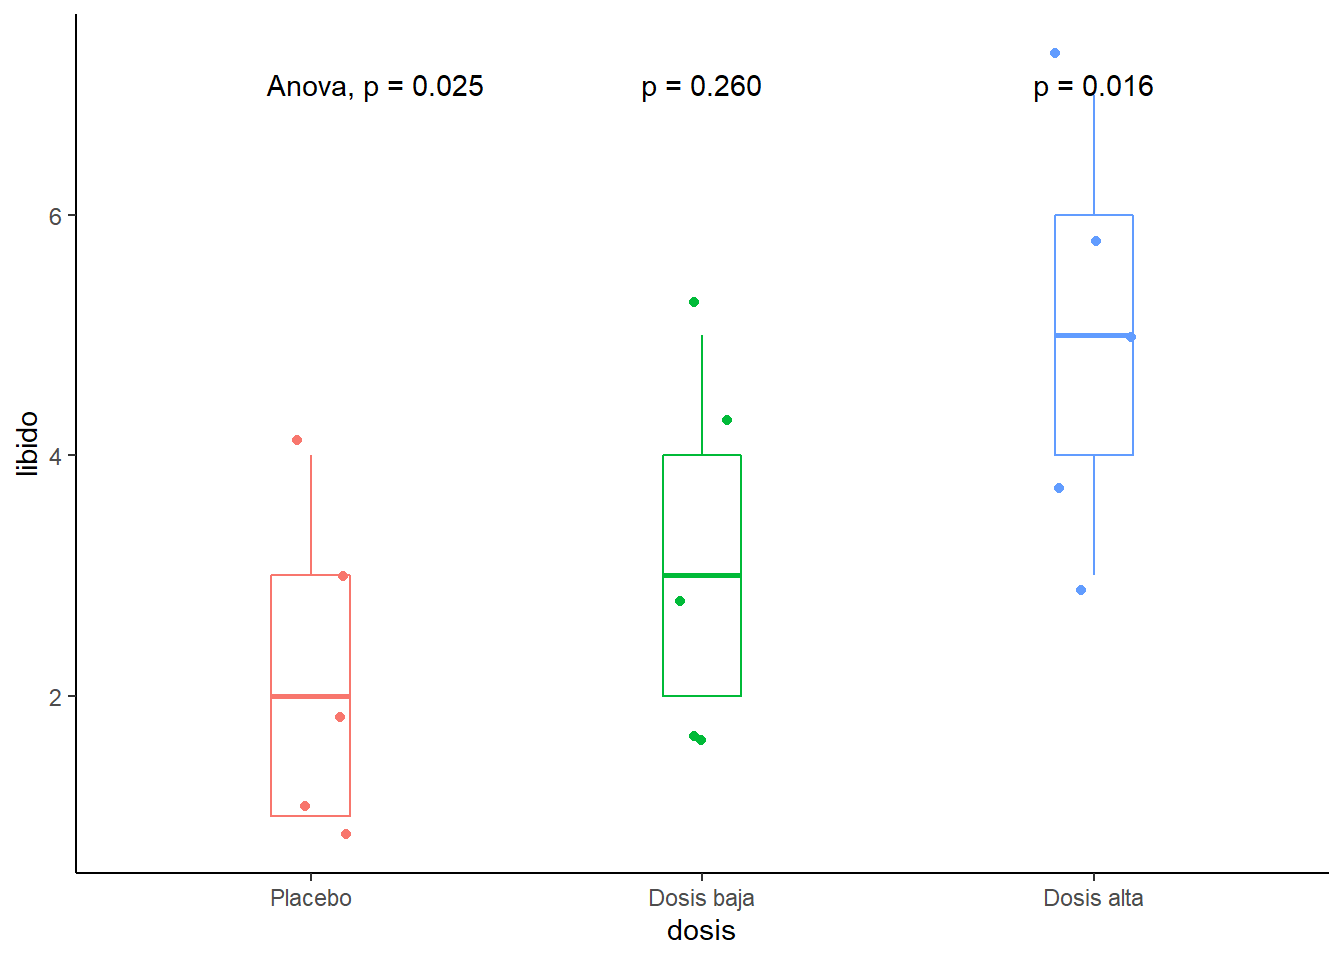 Anova, p = 0.025
p = 0.260
p = 0.016
libido
6
4
2
Placebo
Dosis baja
Dosis alta
dosis